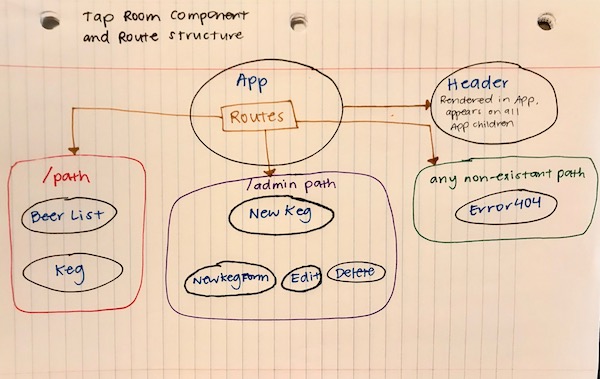 Tap Room Component
and Route structure
App
Routes
Header
Rendered in App,
appears on all
App children
/path
Beer List
Keg
/admin path
New Keg
NewKegForm
Edit
Delete
any non-existant path
Error404